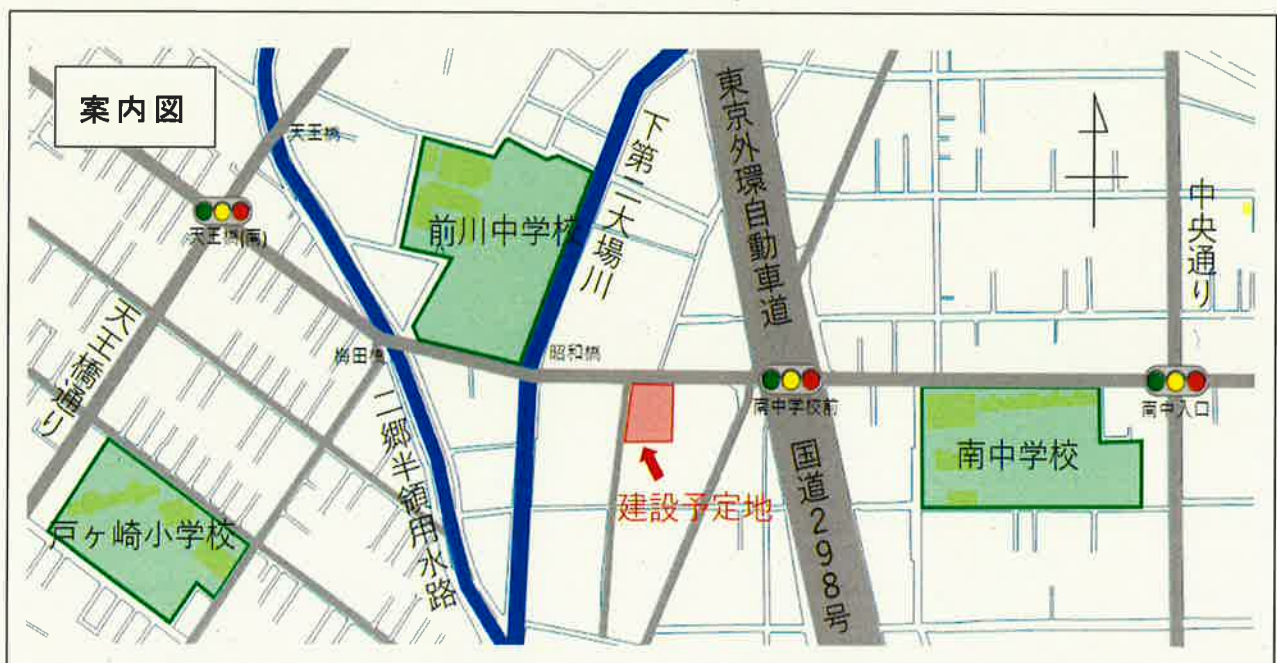 案内図
天王橋
天王橋(南)
前川中学校
下第二大場川
東京外環自動車道
中央通り
天王橋通り
梅田橋
昭和橋
南中学校前
南中入口
二郷半領用水路
建設予定地
国道298号
南中学校
戸ヶ崎小学校